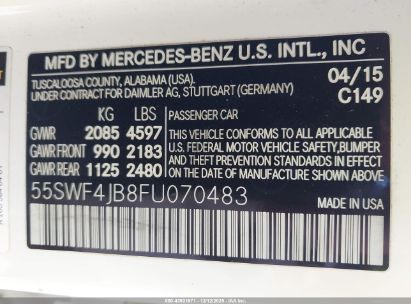 MFD BY MERCEDES-BENZ U.S. INTL., INC
TUSCALOOSA COUNTY, ALABAMA (USA).
UNDER CONTRACT FOR DAIMLER AG, STUTTGART (GERMANY)
04/15
C149
KG LBS
GVWR 2085 4597
GAWR FRONT 990 2183
GAWR REAR 1125 2480
PASSENGER CAR
THIS VEHICLE CONFORMS TO ALL APPLICABLE
U.S. FEDERAL MOTOR VEHICLE SAFETY, BUMPER
AND THEFT PREVENTION STANDARDS IN EFFECT
ON THE DATE OF MANUFACTURE SHOWN ABOVE.
55SWF4JB8FU070483